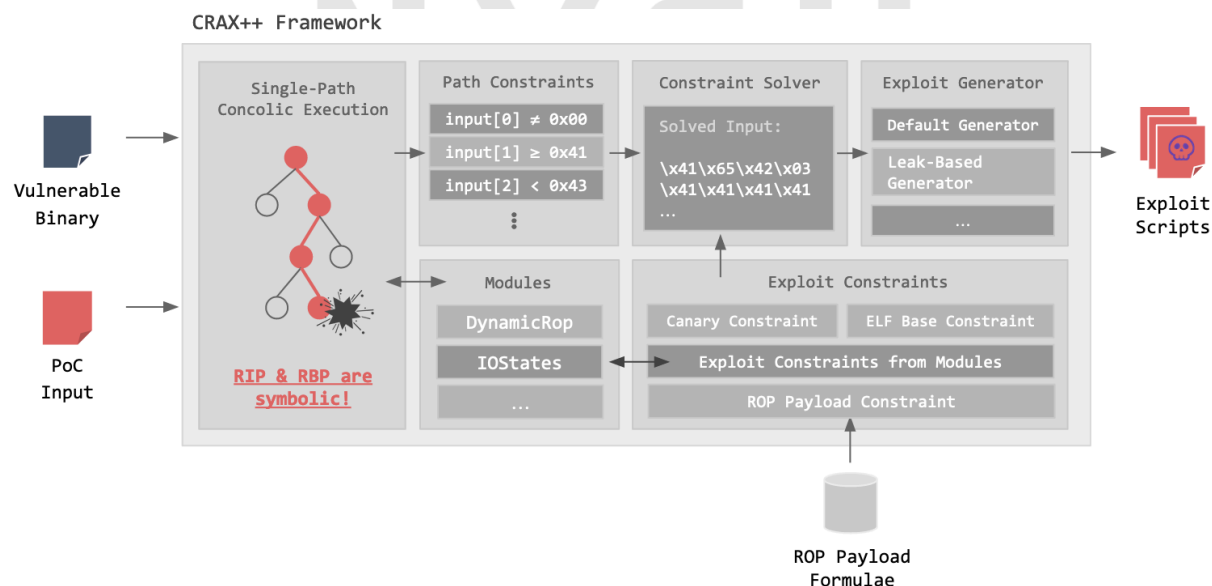 CRAX++ Framework
Vulnerable
Binary
PoC
Input
Single-Path
Concolic Execution
RIP & RBP are
symbolic!
Path Constraints
input[0] ≠ 0x00
input[1] ≥ 0x41
input[2] < 0x43
Constraint Solver
Solved Input:
\x41\x65\x42\x03
\x41\x41\x41\x41
...
Exploit Generator
Default Generator
Leak-Based
Generator
...
Exploit
Scripts
Modules
DynamicRop
IOStates
...
Exploit Constraints
Canary Constraint
ELF Base Constraint
Exploit Constraints from Modules
ROP Payload Constraint
ROP Payload
Formulae